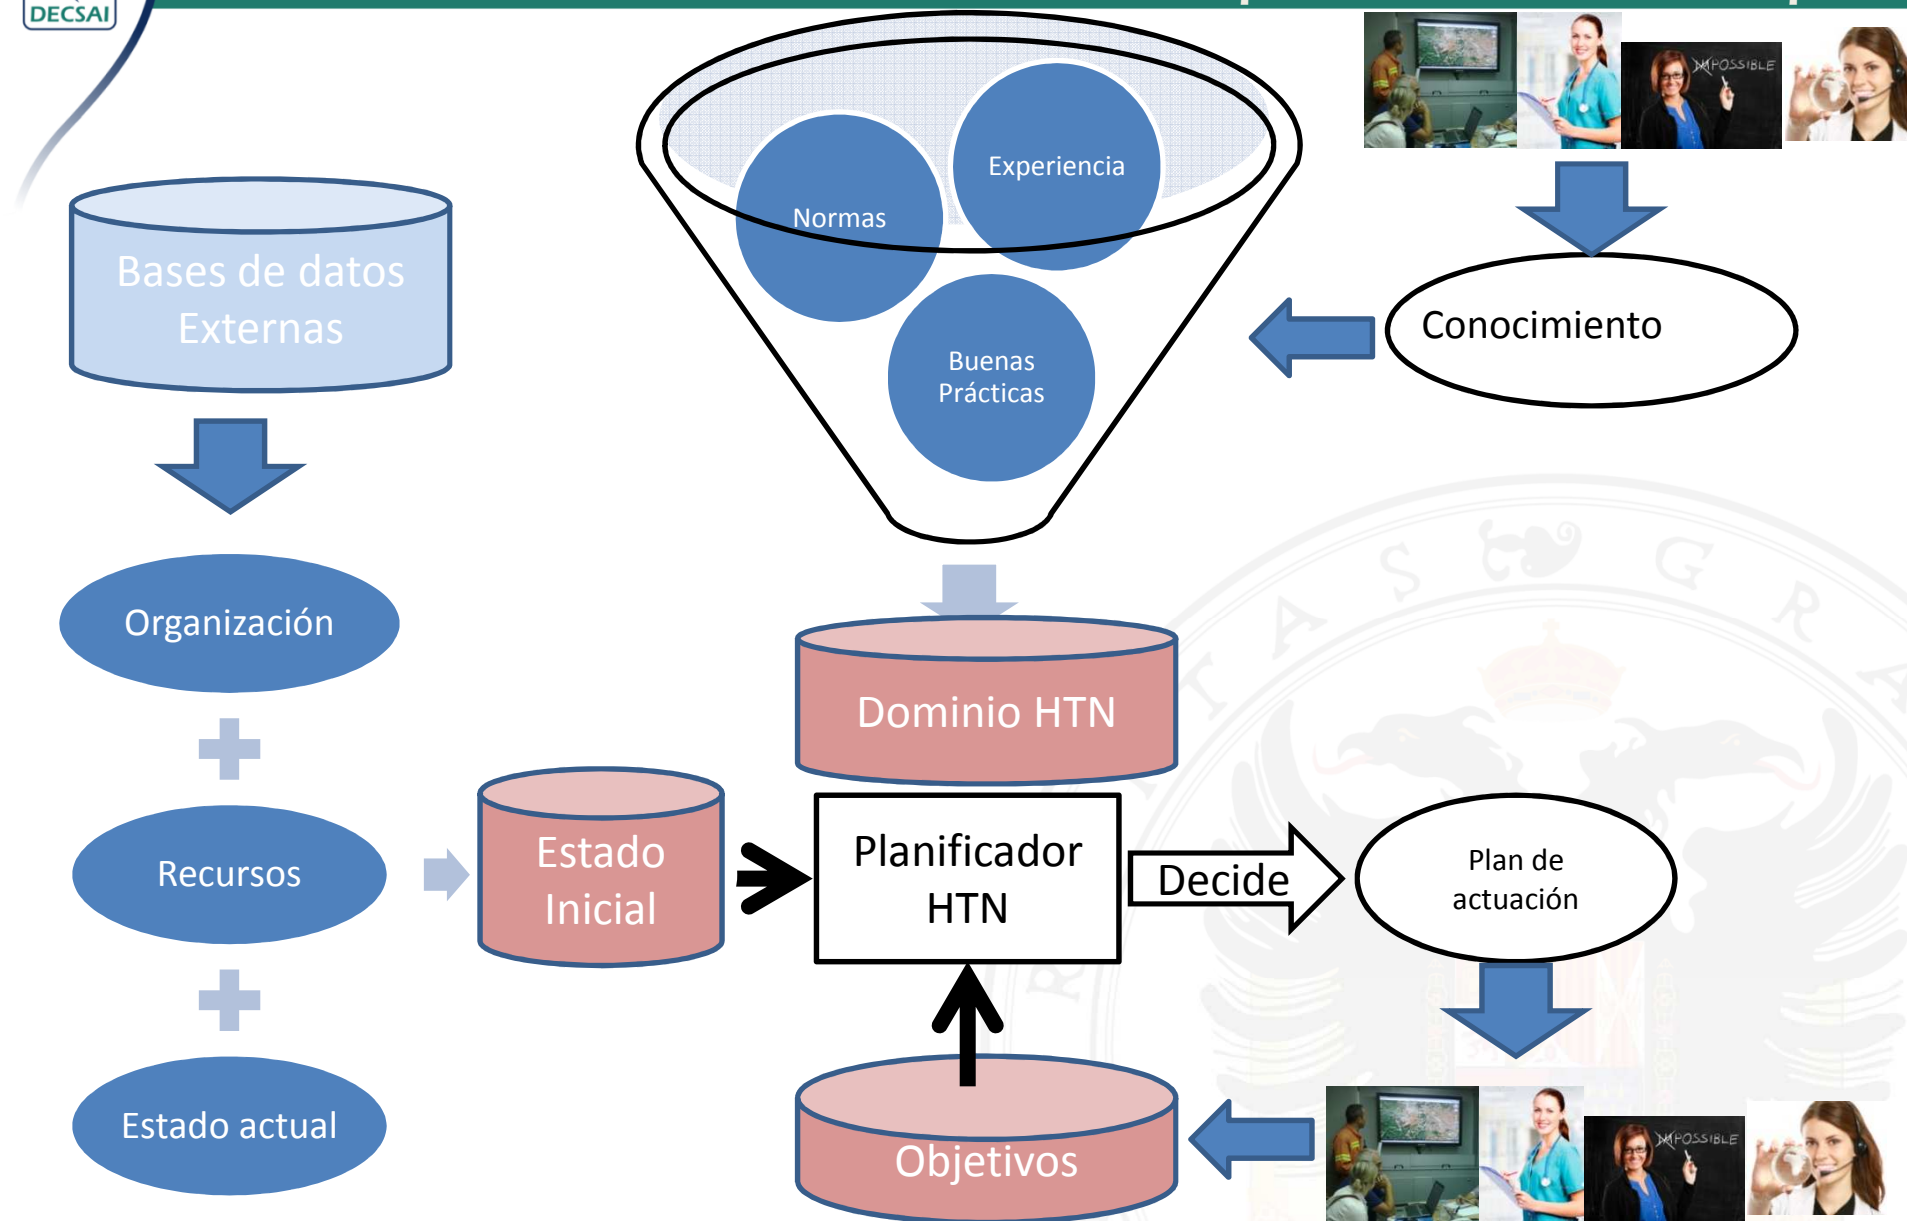 DECSAI
Bases de datos
Externas
Organización
Recursos
Estado actual
Normas
Experiencia
Buenas
Prácticas
POSSIBLE
Conocimiento
Dominio HTN
Estado
Inicial
Planificador
HTN
Decide
Plan de
actuación
Objetivos
POSSIBLE